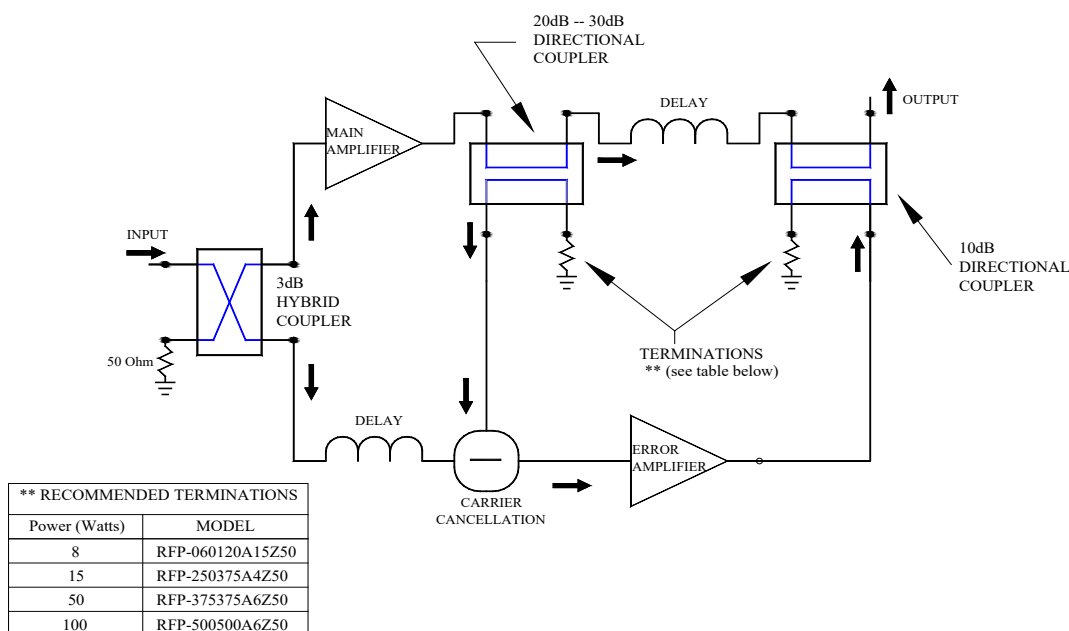 20dB -- 30dB
DIRECTIONAL
COUPLER
DELAY
OUTPUT
MAIN
AMPLIFIER
INPUT
3dB
HYBRID
COUPLER
10dB
DIRECTIONAL
COUPLER
50 Ohm
TERMINATIONS
** (see table below)
DELAY
ERROR
AMPLIFIER
CARRIER
CANCELLATION
** RECOMMENDED TERMINATIONS
Power (Watts) MODEL
8 RFP-060120A15Z50
15 RFP-250375A4Z50
50 RFP-375375A6Z50
100 RFP-500500A6Z50